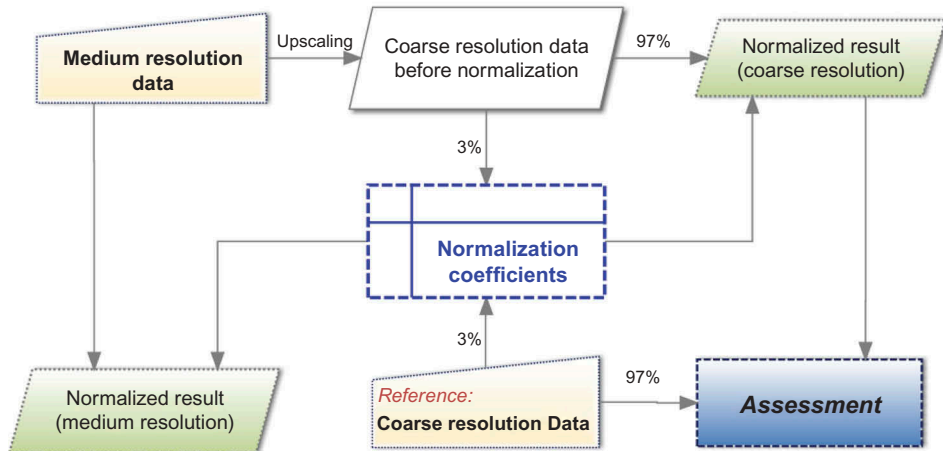 Medium resolution
data
Upscaling
Coarse resolution data
before normalization
97%
Normalized result
(coarse resolution)
3%
Normalization
coefficients
3%
Normalized result
(medium resolution)
Reference:
Coarse resolution Data
97%
Assessment